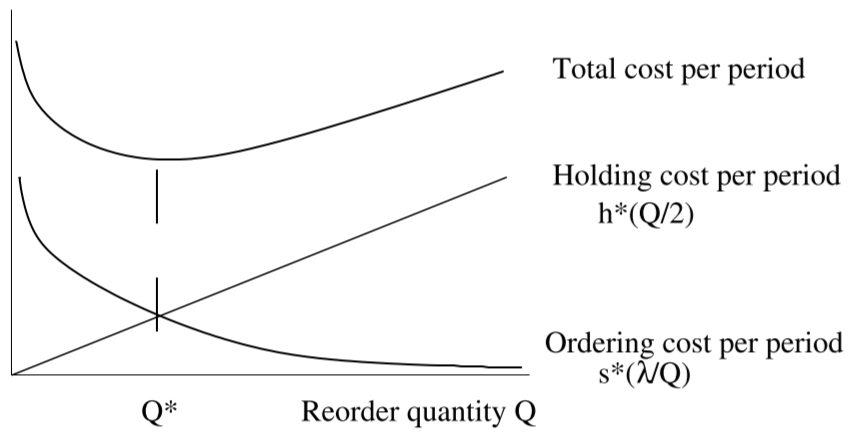 Total cost per period
Holding cost per period
h*(Q/2)
Ordering cost per period
s*(λ/Q)
Q*
Reorder quantity Q